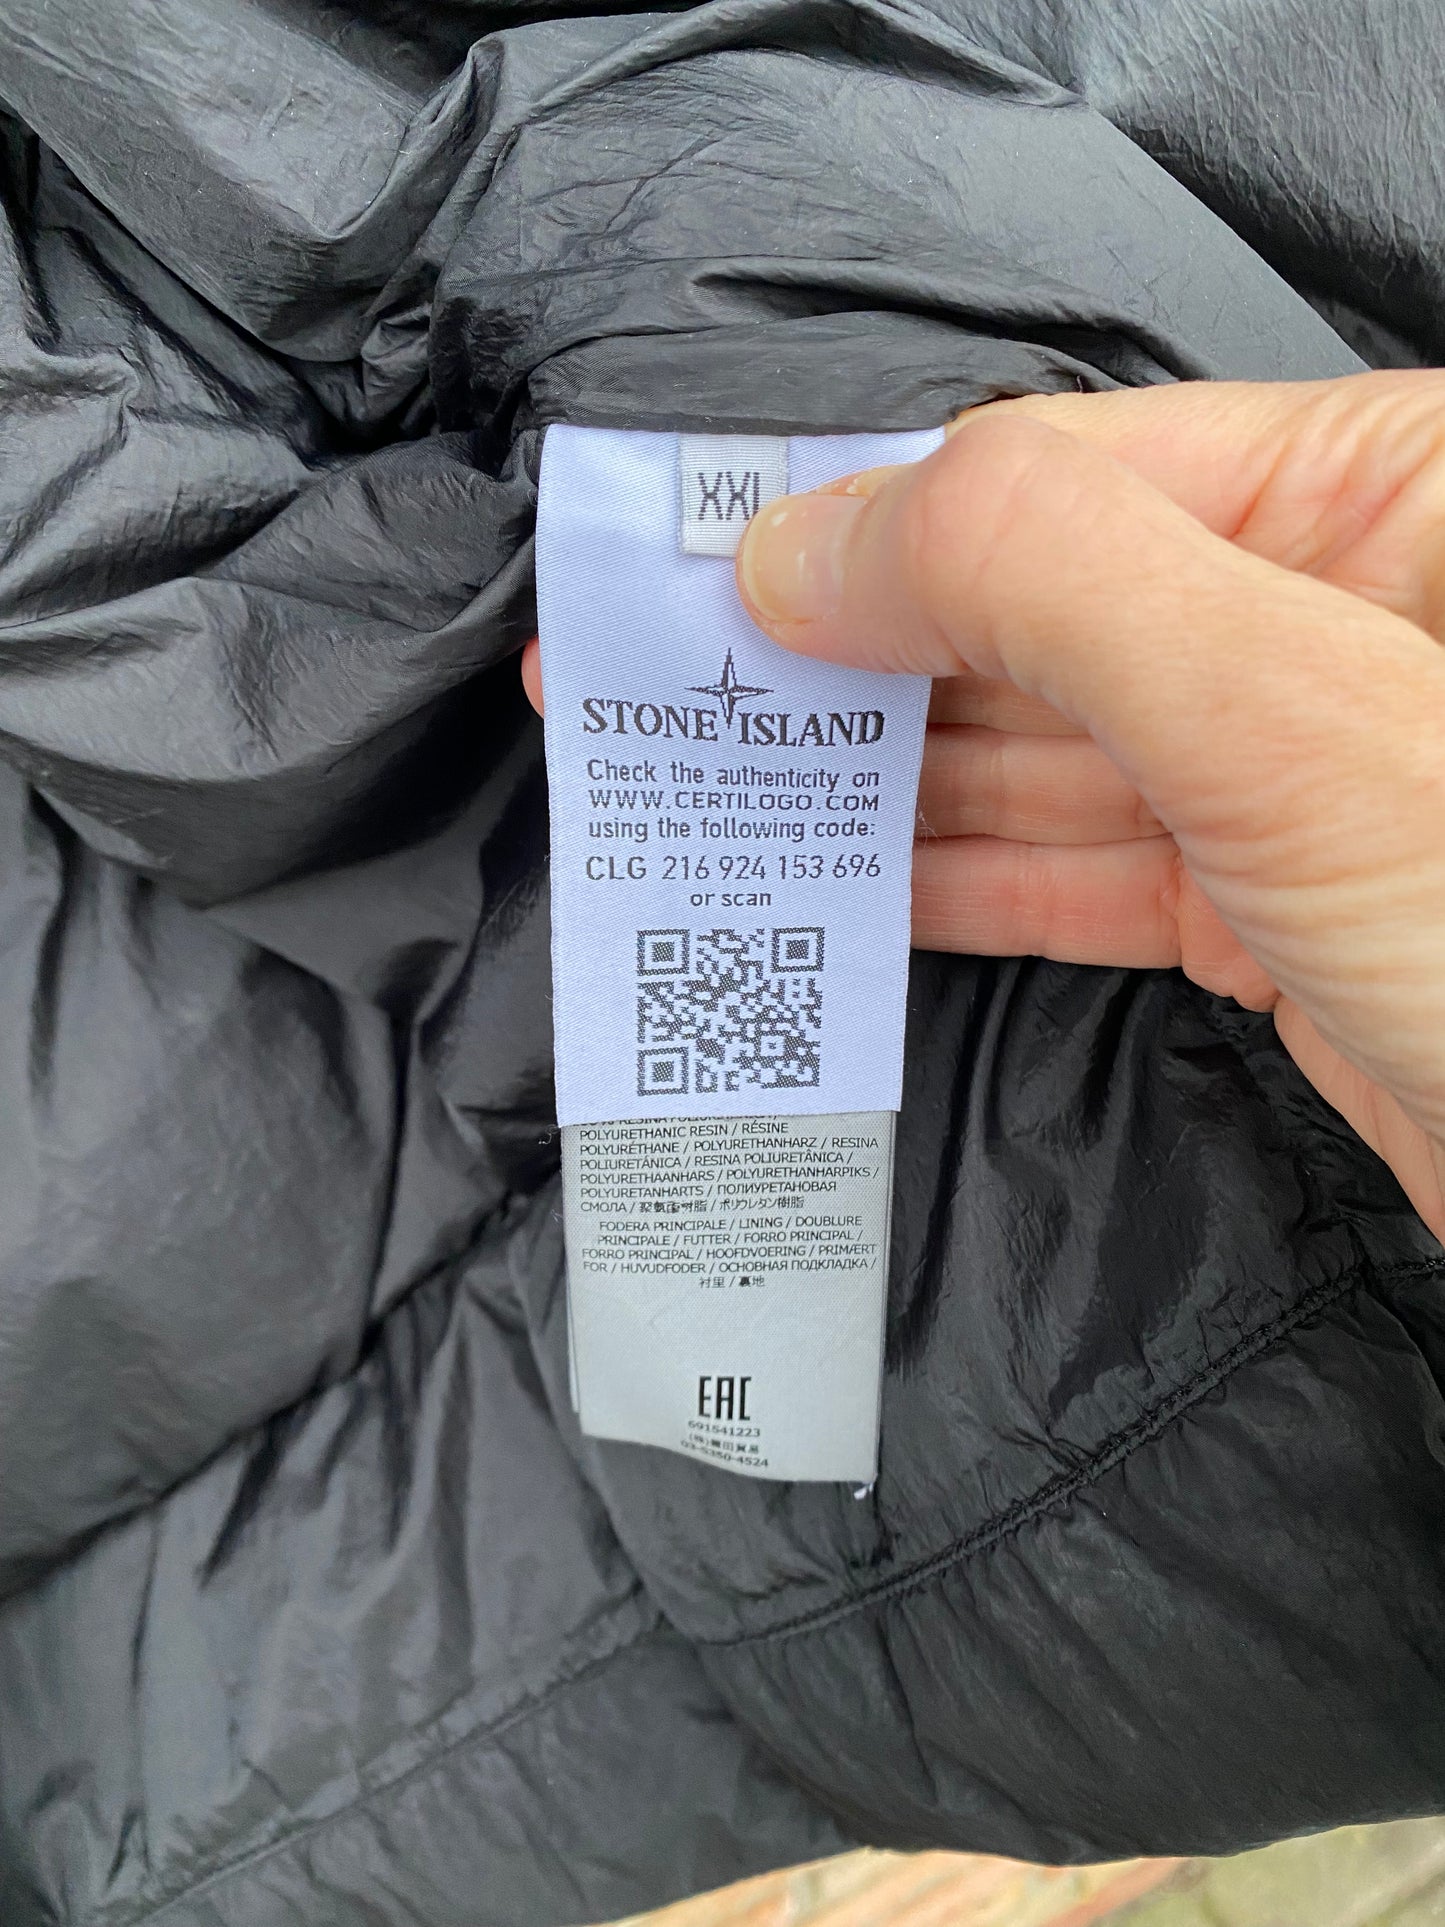 XXL
STONE ISLAND
Check the authenticity on
WWW.CERTILOGO.COM
using the following code:
CLG 216 924 153 696
or scan
POLYURETHANIC RESIN / RÉSINE
POLYURÉTHANE / POLYURETHANHARZ / RESINA
POLIURETÁNICA / RESINA POLIURETÂNICA /
POLYURETHAANHARS / POLYURETHANHARPIKS /
POLYURETANHARTS / ПОЛИУРЕТАНОВАЯ
СМОЛА / 聚氨酯树脂 / ポリウレタン樹脂
FODERA PRINCIPALE / LINING / DOUBLURE
PRINCIPALE / FUTTER / FORRO PRINCIPAL /
FORRO PRINCIPAL / HOOFDVOERING / PRIMÆRT
FOR / HUVUDFODER / ОСНОВНАЯ ПОДКЛАДКА /
衬里 / 裏地
EAC
691541223
03-5350-4524